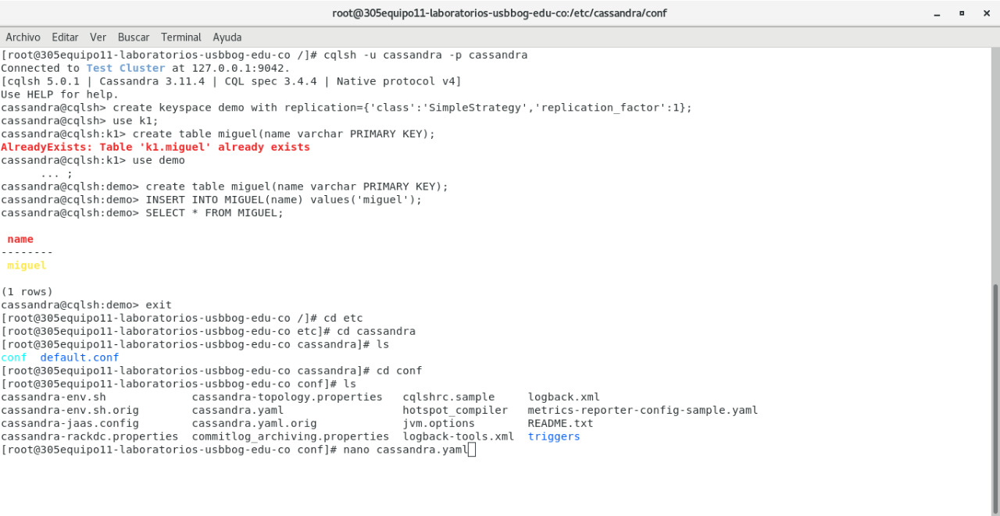 root@305equipo11-laboratorios-usbbog-edu-co:/etc/cassandra/conf
Archivo Editar Ver Buscar Terminal Ayuda
[root@305equipo11-laboratorios-usbbog-edu-co /]# cqlsh -u cassandra -p cassandra
Connected to Test Cluster at 127.0.0.1:9042.
[cqlsh 5.0.1 | Cassandra 3.11.4 | CQL spec 3.4.4 | Native protocol v4]
Use HELP for help.
cassandra@cqlsh> create keyspace demo with replication={'class':'SimpleStrategy','replication_factor':1};
cassandra@cqlsh> use k1;
cassandra@cqlsh:k1> create table miguel(name varchar PRIMARY KEY);
AlreadyExists: Table 'k1.miguel' already exists
cassandra@cqlsh:k1> use demo
... ;
cassandra@cqlsh:demo> create table miguel(name varchar PRIMARY KEY);
cassandra@cqlsh:demo> INSERT INTO MIGUEL(name) values('miguel');
cassandra@cqlsh:demo> SELECT * FROM MIGUEL;
name
--------
miguel
(1 rows)
cassandra@cqlsh:demo> exit
[root@305equipo11-laboratorios-usbbog-edu-co /]# cd etc
[root@305equipo11-laboratorios-usbbog-edu-co etc]# cd cassandra
[root@305equipo11-laboratorios-usbbog-edu-co cassandra]# ls
conf default.conf
[root@305equipo11-laboratorios-usbbog-edu-co cassandra]# cd conf
[root@305equipo11-laboratorios-usbbog-edu-co conf]# ls
cassandra-env.sh cassandra-topology.properties cqlshrc.sample logback.xml
cassandra-env.sh.orig cassandra.yaml hotspot_compiler metrics-reporter-config-sample.yaml
cassandra-jaas.config cassandra.yaml.orig jvm.options README.txt
cassandra-rackdc.properties commitlog_archiving.properties logback-tools.xml triggers
[root@305equipo11-laboratorios-usbbog-edu-co conf]# nano cassandra.yaml